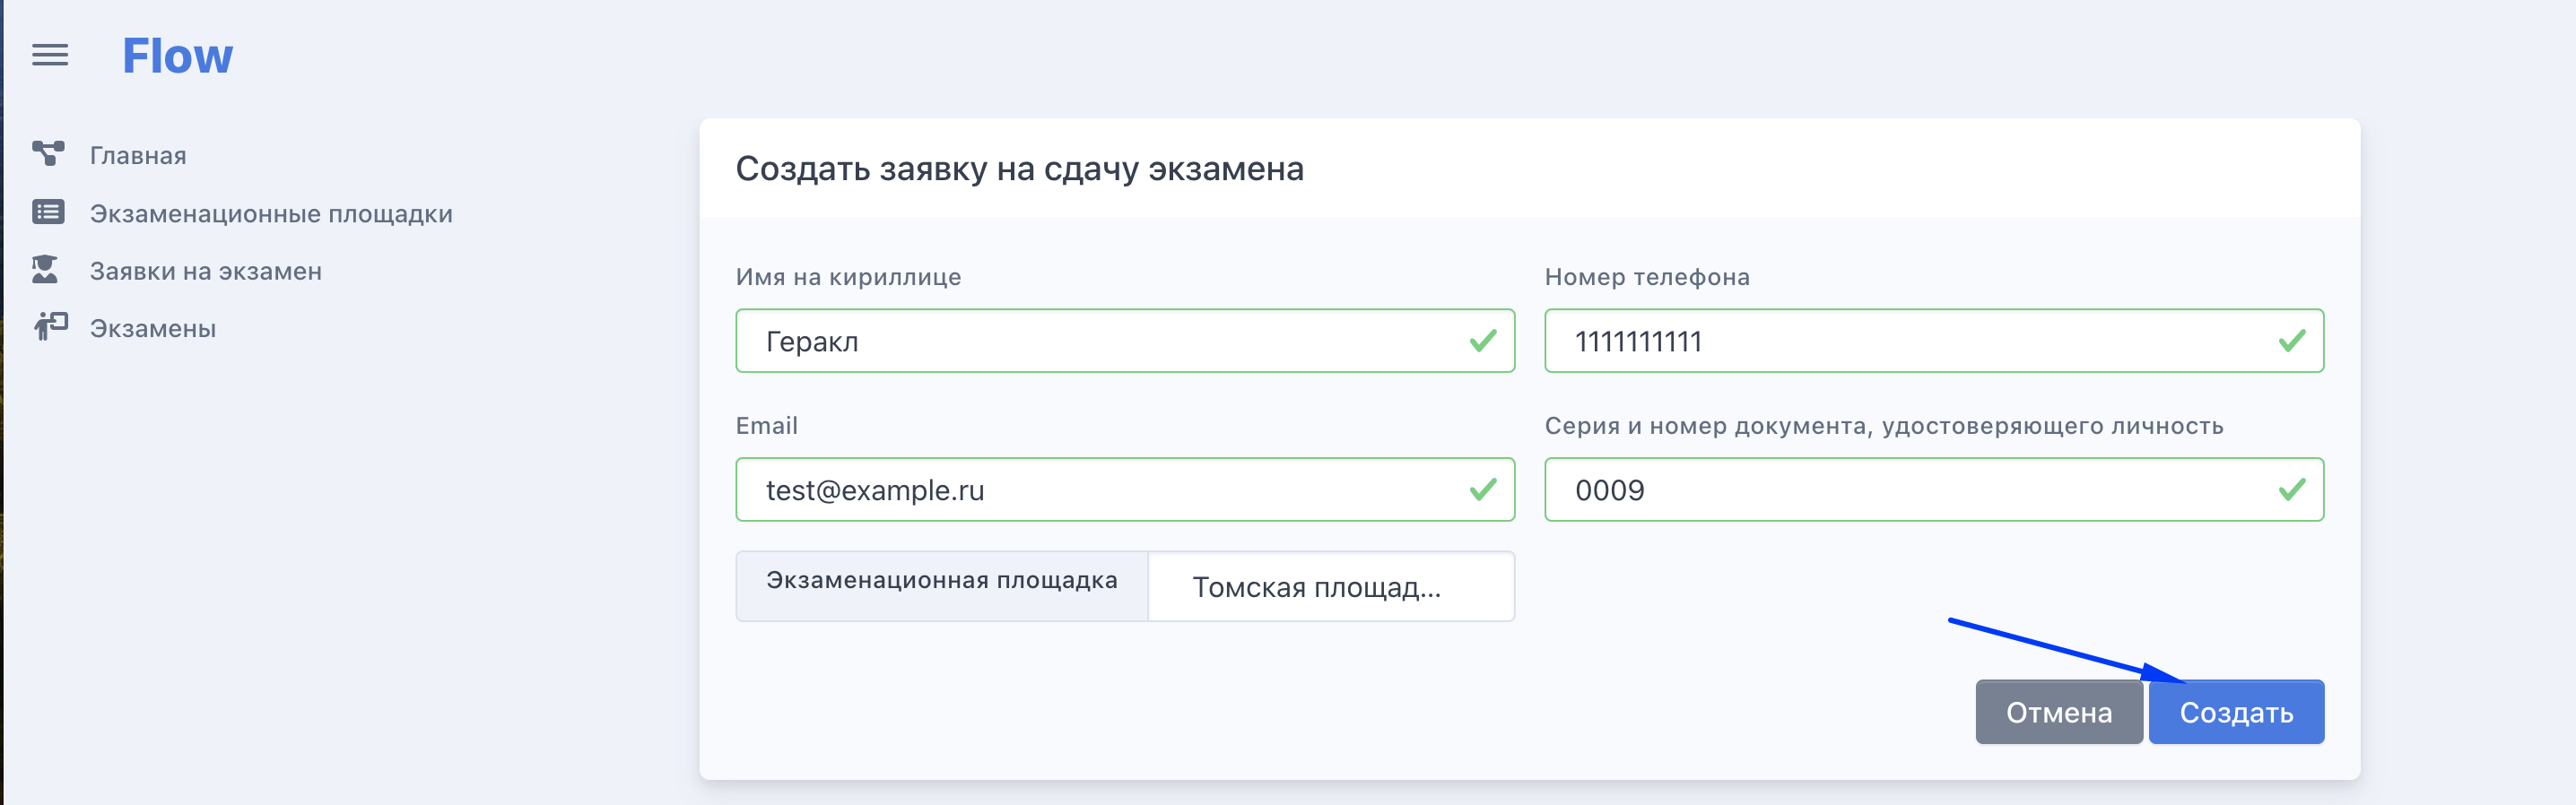 Flow
Главная
Экзаменационные площадки
Заявки на экзамен
Экзамены
Создать заявку на сдачу экзамена
Имя на кириллице
Геракл
Номер телефона
1111111111
Email
test@example.ru
Серия и номер документа, удостоверяющего личность
0009
Экзаменационная площадка
Томская площад...
Отмена
Создать